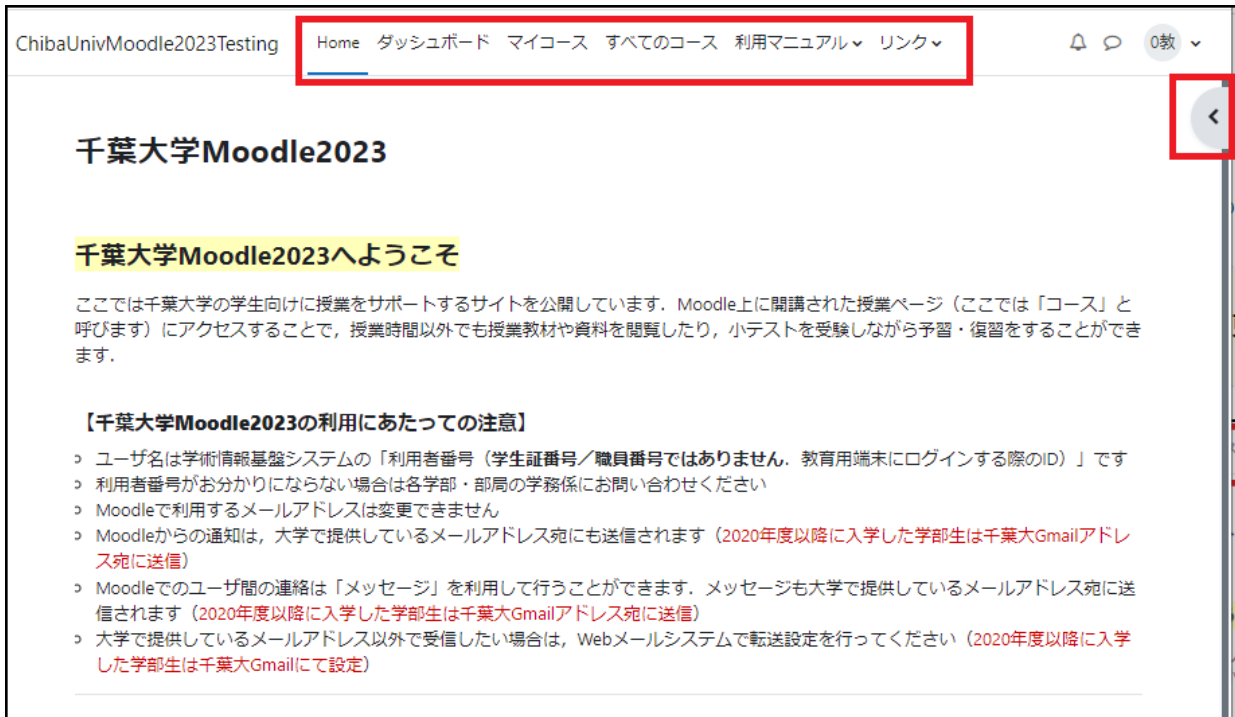 ChibaUnivMoodle2023Testing Home ダッシュボード マイコース すべてのコース 利用マニュアル リンク 0教
千葉大学Moodle2023
千葉大学Moodle2023へようこそ
ここでは千葉大学の学生向けに授業をサポートするサイトを公開しています．Moodle上に開講された授業ページ（ここでは「コース」と
呼びます）にアクセスすることで，授業時間以外でも授業教材や資料を閲覧したり，小テストを受験しながら予習・復習をすることができ
ます．
【千葉大学Moodle2023の利用にあたっての注意】
ユーザ名は学術情報基盤システムの「利用者番号（学生証番号／職員番号ではありません．教育用端末にログインする際のID）」です
利用者番号がお分かりにならない場合は各学部・部局の学務係にお問い合わせください
Moodleで利用するメールアドレスは変更できません
Moodleからの通知は，大学で提供しているメールアドレス宛にも送信されます（2020年度以降に入学した学部生は千葉大Gmailアドレ
ス宛に送信）
Moodleでのユーザ間の連絡は「メッセージ」を利用して行うことができます．メッセージも大学で提供しているメールアドレス宛に送
信されます（2020年度以降に入学した学部生は千葉大Gmailアドレス宛に送信）
大学で提供しているメールアドレス以外で受信したい場合は，Webメールシステムで転送設定を行ってください（2020年度以降に入学
した学部生は千葉大Gmailにて設定）